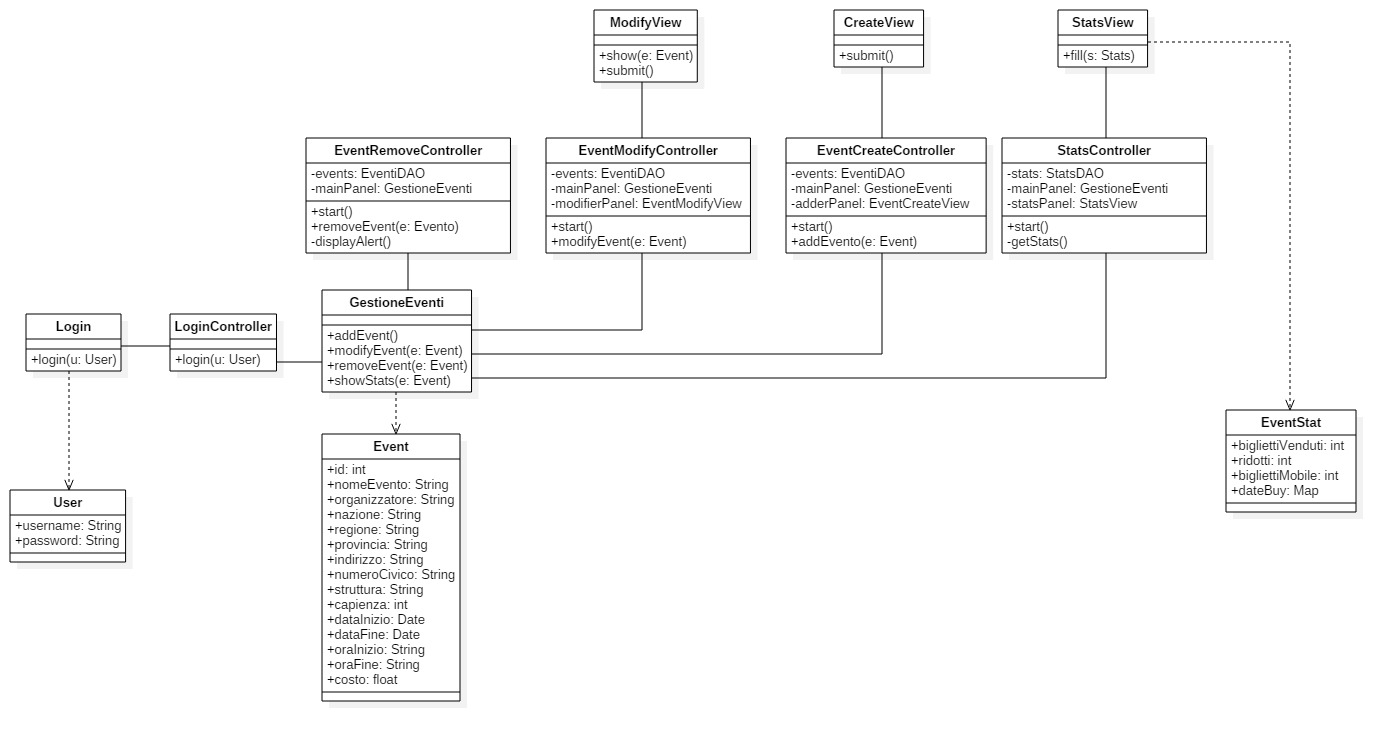 ModifyView
+show(e: Event)
+submit()
CreateView
+submit()
StatsView
+fill(s: Stats)
EventRemoveController
-events: EventiDAO
-mainPanel: GestioneEventi
+start()
+removeEvent(e: Evento)
-displayAlert()
EventModifyController
-events: EventiDAO
-mainPanel: GestioneEventi
-modifierPanel: EventModifyView
+start()
+modifyEvent(e: Event)
EventCreateController
-events: EventiDAO
-mainPanel: GestioneEventi
-adderPanel: EventCreateView
+start()
+addEvento(e: Event)
StatsController
-stats: StatsDAO
-mainPanel: GestioneEventi
-statsPanel: StatsView
+start()
-getStats()
Login
+login(u: User)
LoginController
+login(u: User)
GestioneEventi
+addEvent()
+modifyEvent(e: Event)
+removeEvent(e: Event)
+showStats(e: Event)
User
+username: String
+password: String
Event
+id: int
+nomeEvento: String
+organizzatore: String
+nazione: String
+regione: String
+provincia: String
+indirizzo: String
+numeroCivico: String
+struttura: String
+capienza: int
+dataInizio: Date
+dataFine: Date
+oraInizio: String
+oraFine: String
+costo: float
EventStat
+bigliettiVenduti: int
+ridotti: int
+bigliettiMobile: int
+dateBuy: Map